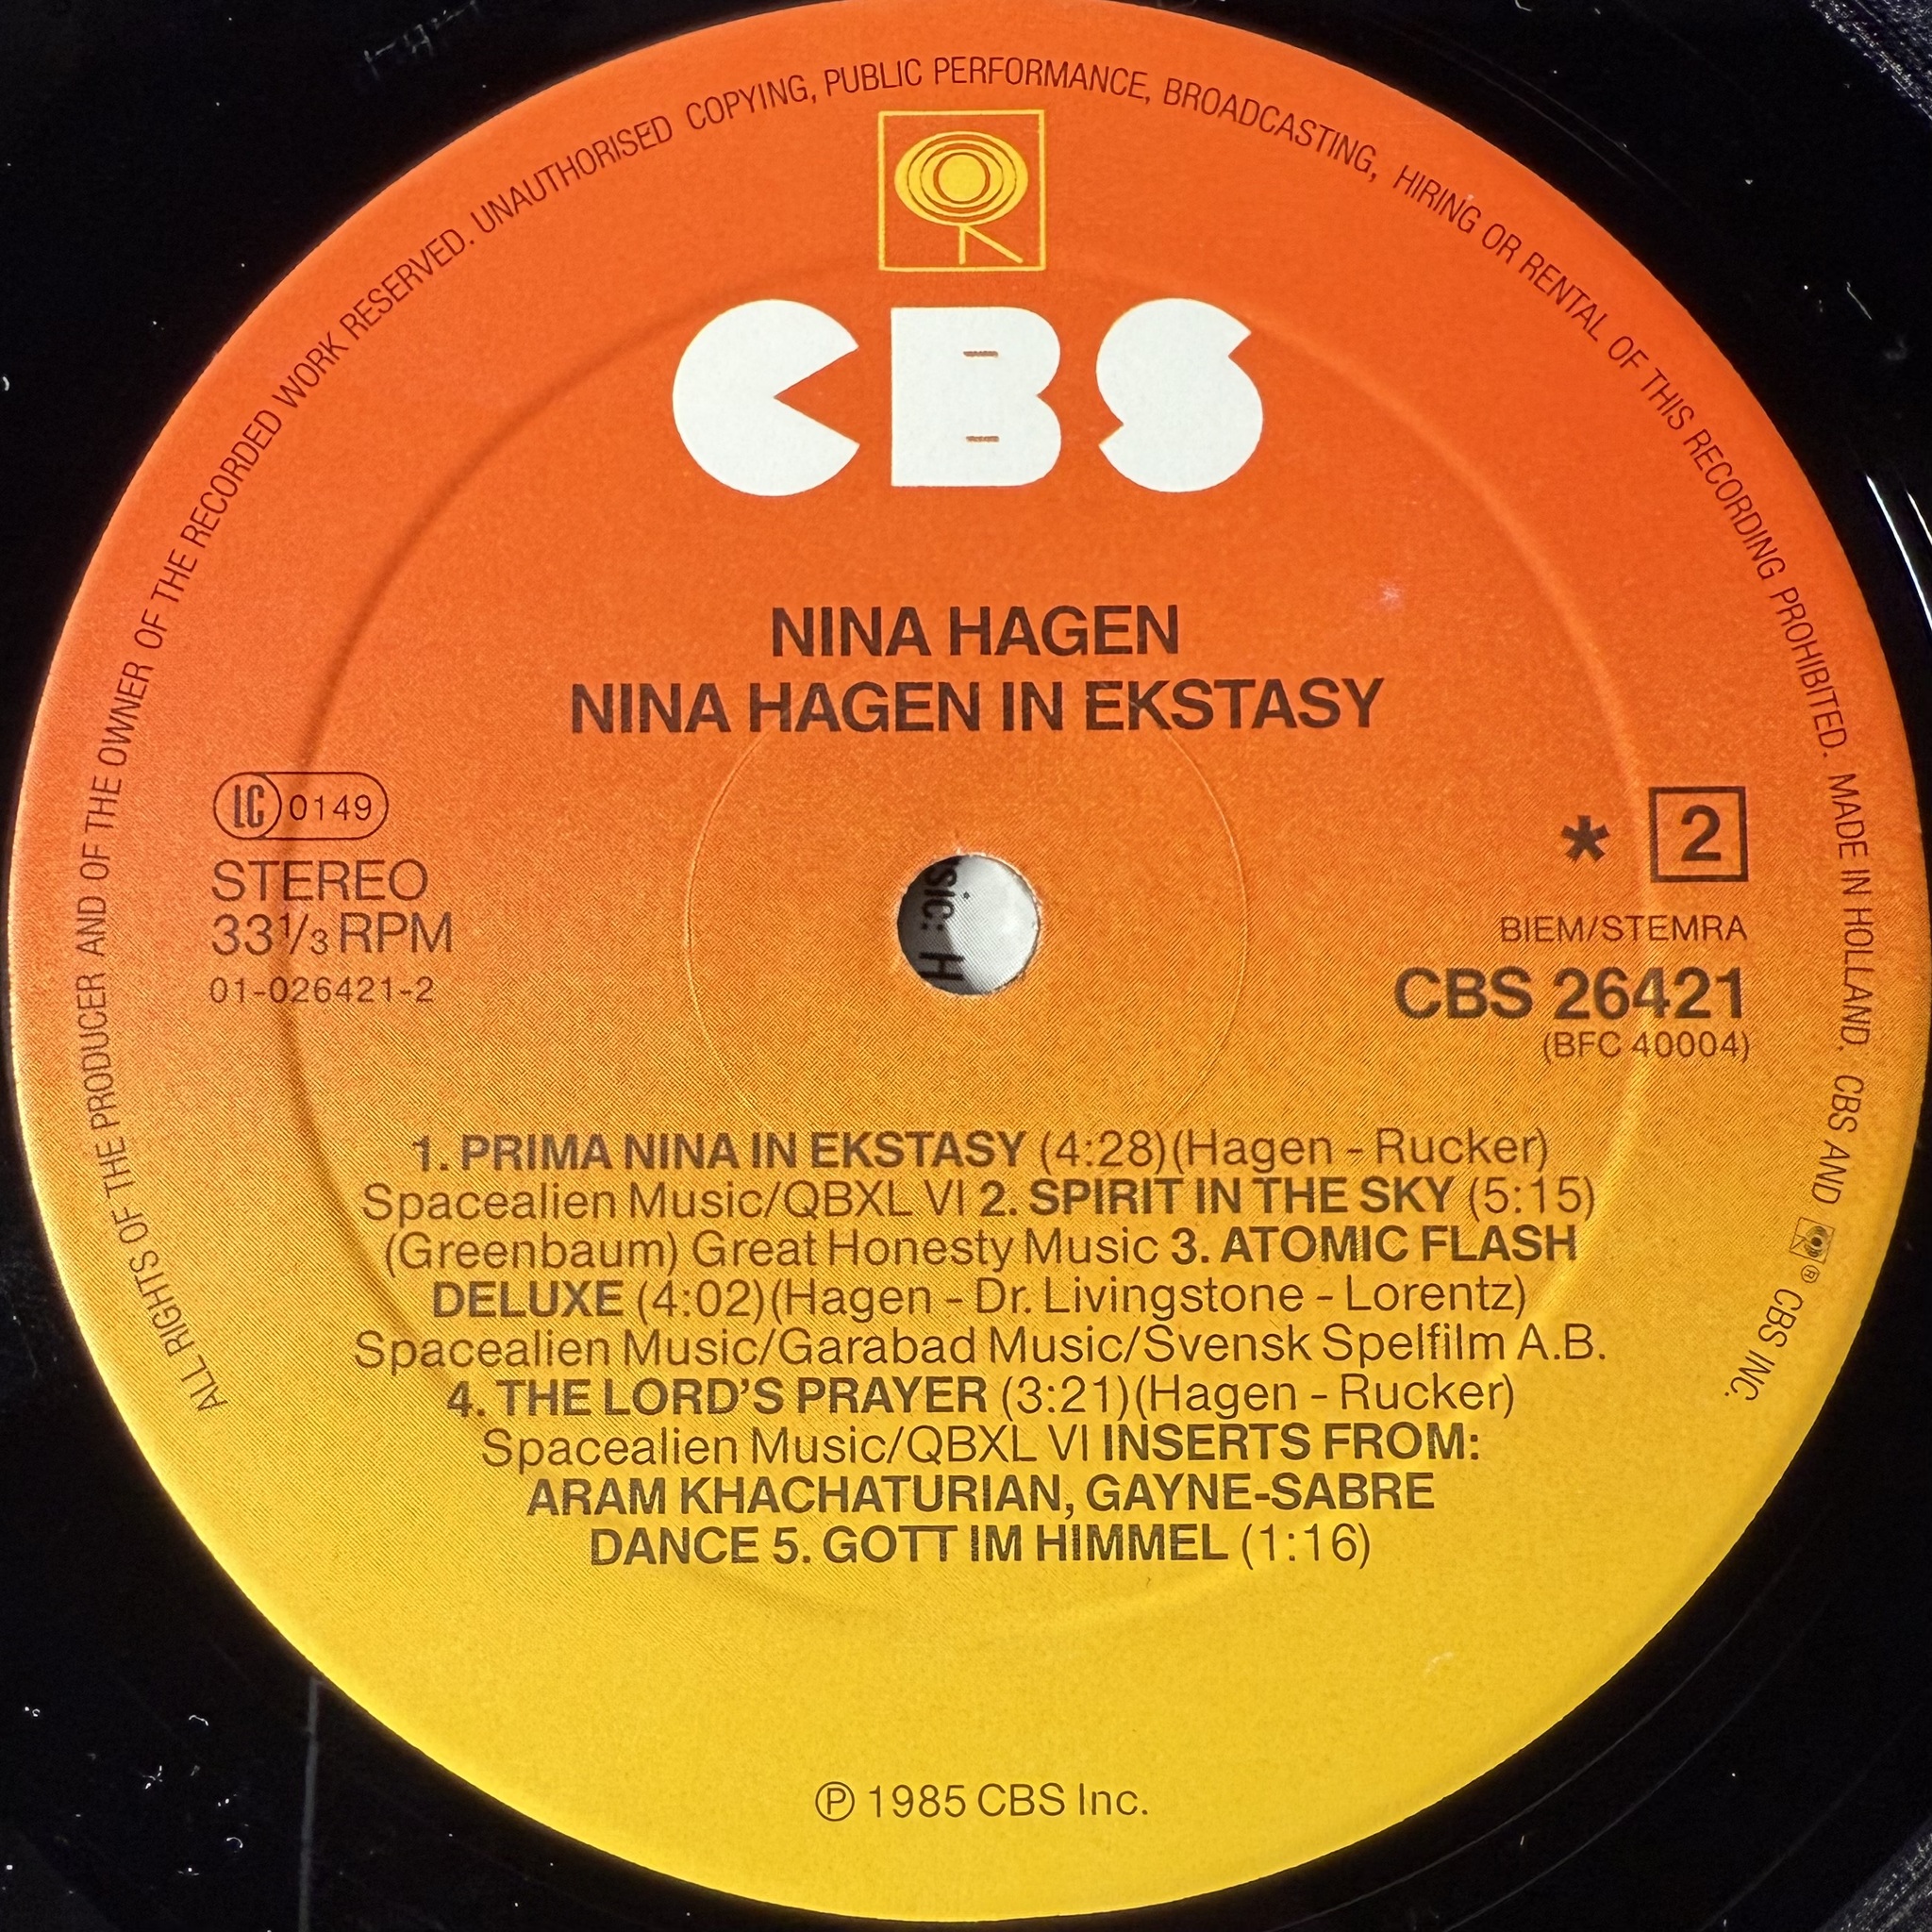 ALL RIGHTS OF THE PRODUCER AND OF THE OWNER OF THE RECORDED WORK RESERVED. UNAUTHORISED COPYING, PUBLIC PERFORMANCE, BROADCASTING, HIRING OR RENTAL OF THIS RECORDING PROHIBITED. MADE IN HOLLAND. CBS AND ® CBS INC.
CBS
NINA HAGEN
NINA HAGEN IN EKSTASY
LC 0149
STEREO
33 1/3 RPM
01-026421-2
* 2
BIEM/STEMRA
CBS 26421
(BFC 40004)
sic: H
1. PRIMA NINA IN EKSTASY (4:28)(Hagen - Rucker)
Spacealien Music/QBXL VI 2. SPIRIT IN THE SKY (5:15)
(Greenbaum) Great Honesty Music 3. ATOMIC FLASH
DELUXE (4:02)(Hagen - Dr. Livingstone - Lorentz)
Spacealien Music/Garabad Music/Svensk Spelfilm A.B.
4. THE LORD'S PRAYER (3:21)(Hagen - Rucker)
Spacealien Music/QBXL VI INSERTS FROM:
ARAM KHACHATURIAN, GAYNE-SABRE
DANCE 5. GOTT IM HIMMEL (1:16)
℗ 1985 CBS Inc.